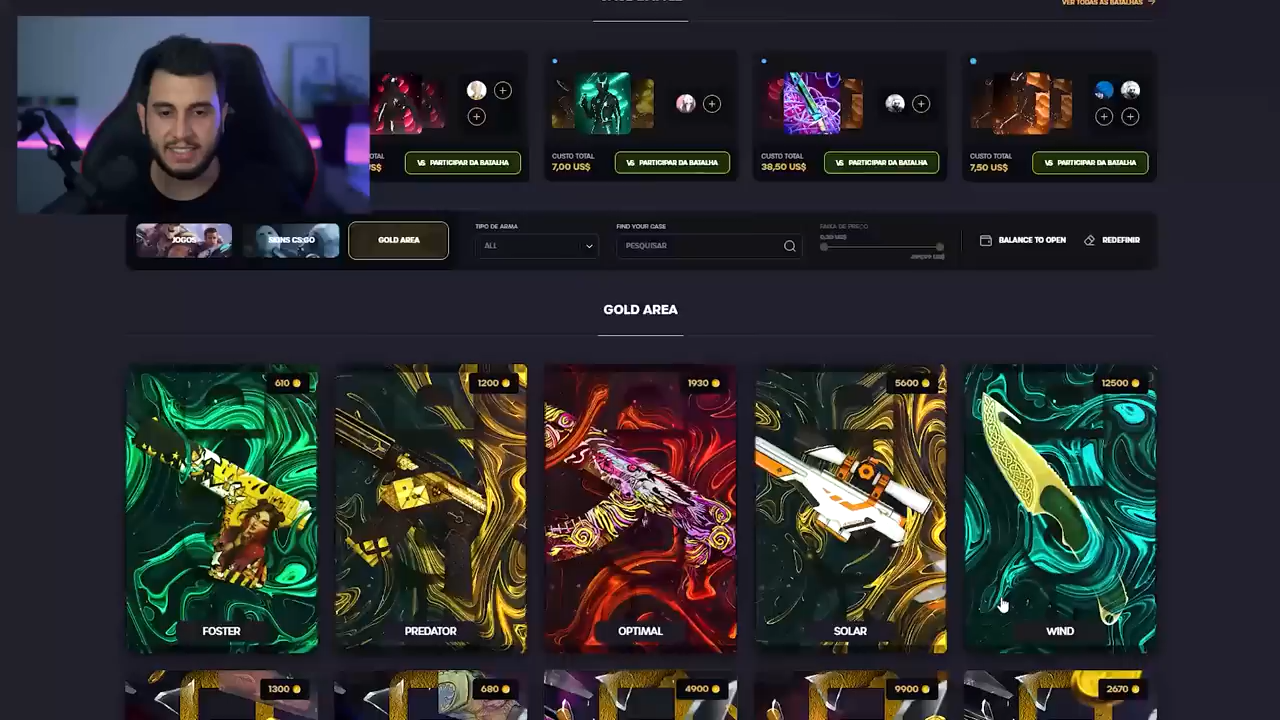 VER TODAS AS BATALHAS
CUSTO TOTAL
7,00 US$
VS PARTICIPAR DA BATALHA
VS PARTICIPAR DA BATALHA
CUSTO TOTAL
38,50 US$
VS PARTICIPAR DA BATALHA
CUSTO TOTAL
7,50 US$
VS PARTICIPAR DA BATALHA
JOGOS
SKINS CS:GO
GOLD AREA
TIPO DE ARMA
ALL
FIND YOUR CASE
PESQUISAR
FAIXA DE PREÇO
BALANCE TO OPEN
REDEFINIR
GOLD AREA
610
1200
1930
5600
12500
FOSTER
PREDATOR
OPTIMAL
SOLAR
WIND
1300
680
4900
9900
2670